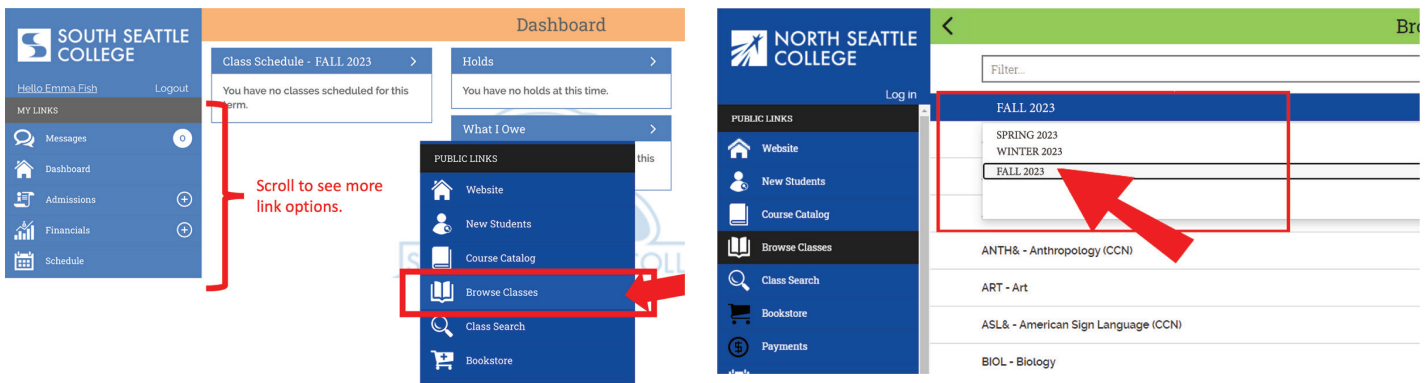 SOUTH SEATTLE
COLLEGE
Hello Emma Fish Logout
MY LINKS
Messages 0
Dashboard
Admissions
Financials
Schedule
Dashboard
Class Schedule - FALL 2023
You have no classes scheduled for this
term.
Holds
You have no holds at this time.
What I Owe
this
Scroll to see more
link options.
PUBLIC LINKS
Website
New Students
Course Catalog
Browse Classes
Class Search
Bookstore
NORTH SEATTLE
COLLEGE
Log in
PUBLIC LINKS
Website
New Students
Course Catalog
Browse Classes
Class Search
Bookstore
Payments
Filter...
FALL 2023
SPRING 2023
WINTER 2023
FALL 2023
ANTH& - Anthropology (CCN)
ART - Art
ASL& - American Sign Language (CCN)
BIOL - Biology